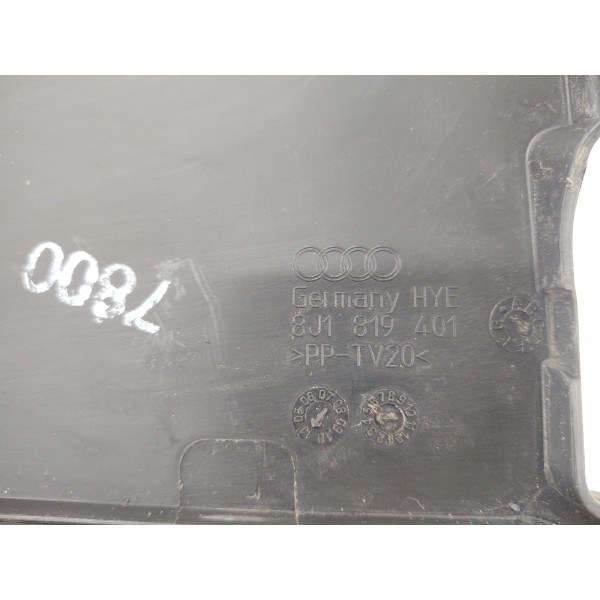 7800
Germany HYE
8J1 819 401
>PP-TV20<